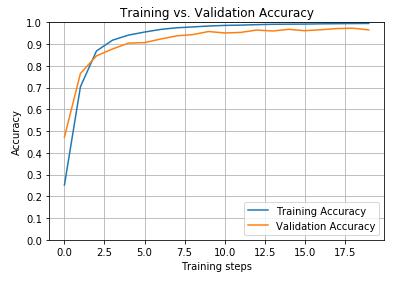 Training vs. Validation Accuracy
1.0
0.9
0.8
0.7
0.6
0.5
0.4
0.3
0.2
0.1
0.0
Accuracy
Training Accuracy
Validation Accuracy
0.0 2.5 5.0 7.5 10.0 12.5 15.0 17.5
Training steps